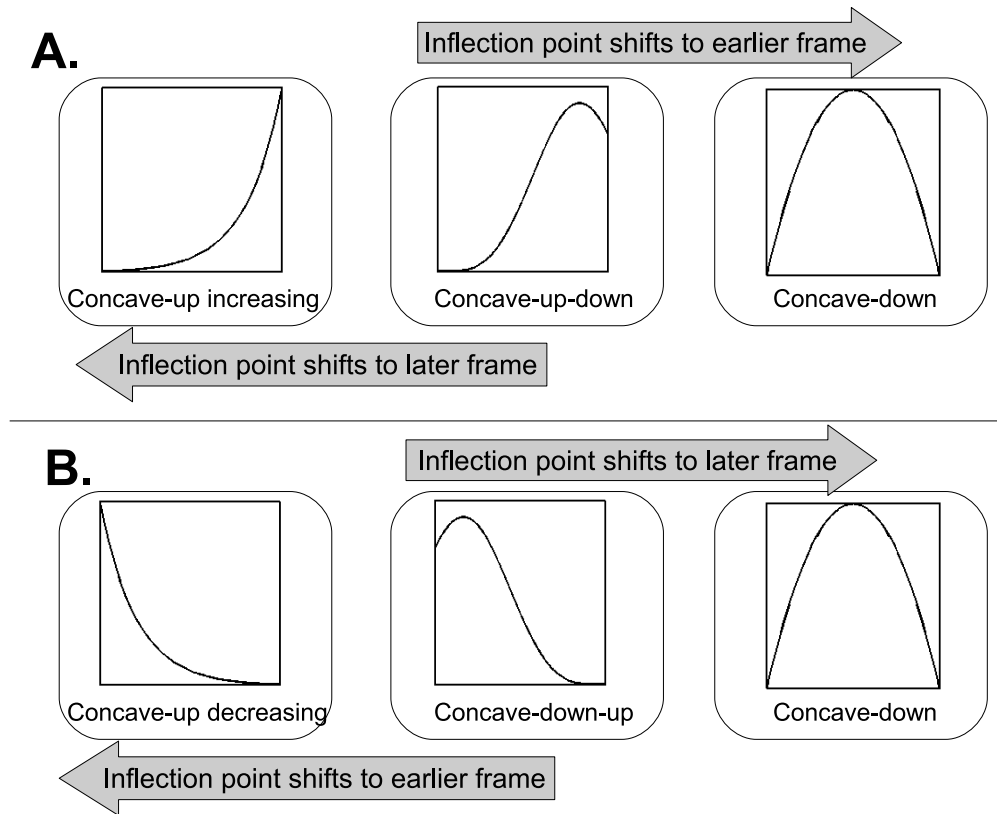 A.
Inflection point shifts to earlier frame
Concave-up increasing
Concave-up-down
Concave-down
Inflection point shifts to later frame
B.
Inflection point shifts to later frame
Concave-up decreasing
Concave-down-up
Concave-down
Inflection point shifts to earlier frame